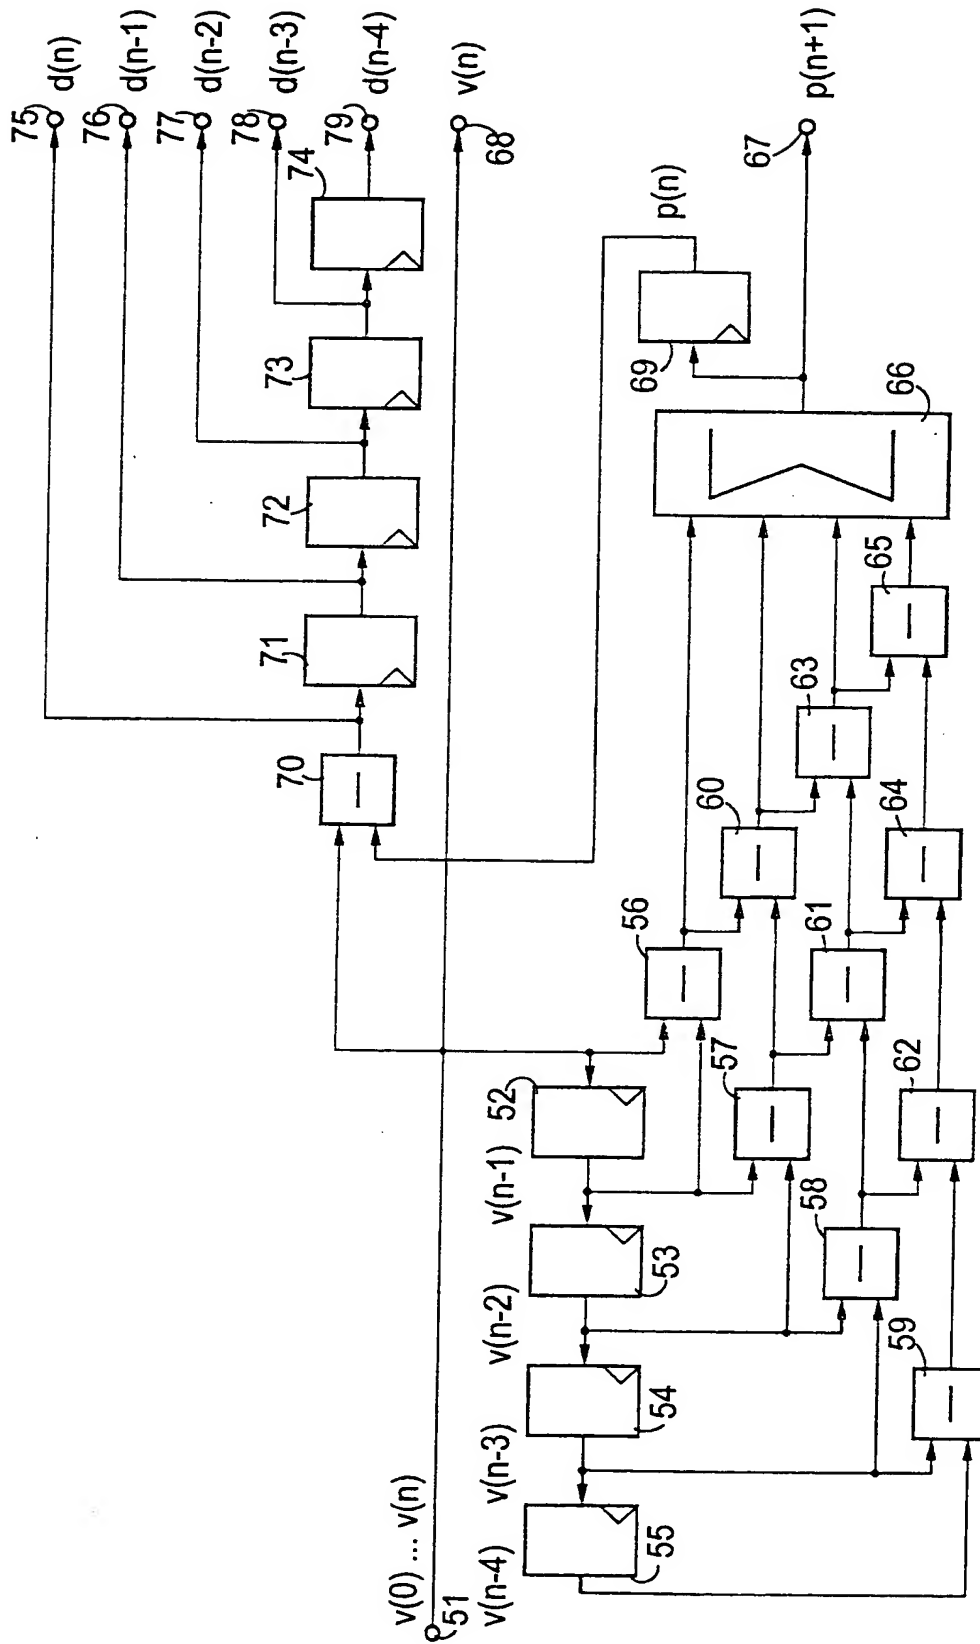 75 d(n)
76 d(n-1)
77 d(n-2)
78 d(n-3)
79 d(n-4)
74
73
72
71
70
v(0) ... v(n)
51
v(n)
68
p(n)
69
p(n+1)
67
66
v(n-1)
52
v(n-2)
53
v(n-3)
54
v(n-4)
55
56
60
63
65
57
61
64
58
62
59